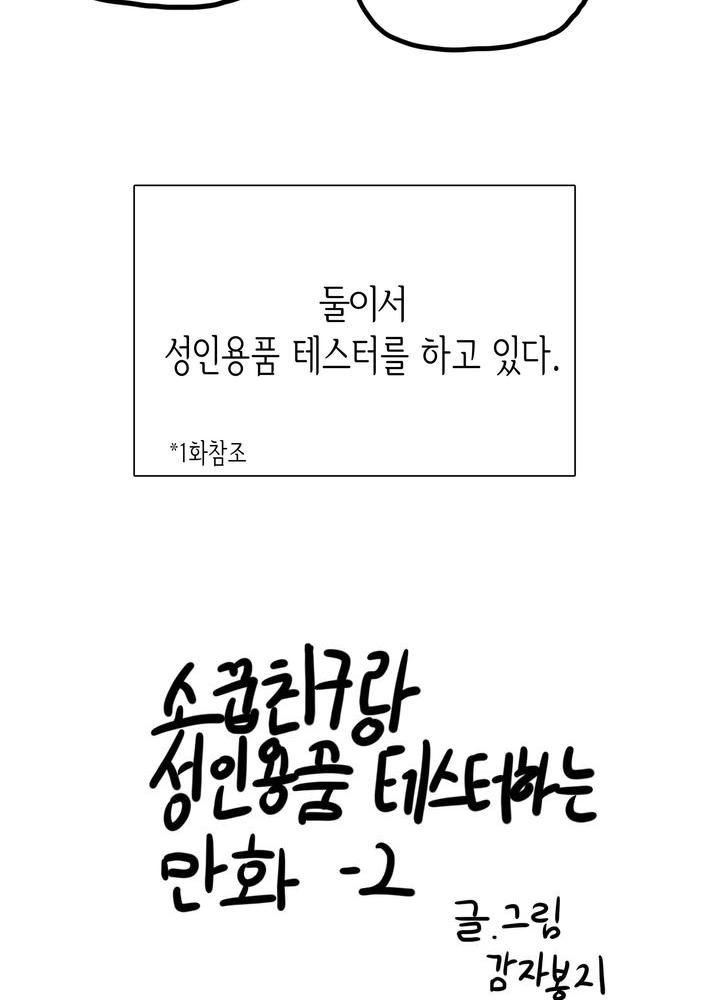 둘이서
성인용품 테스터를 하고 있다.
*1화참조
소꿉친구랑
성인용품 테스터하는
만화 -2
글.그림
감자봉지